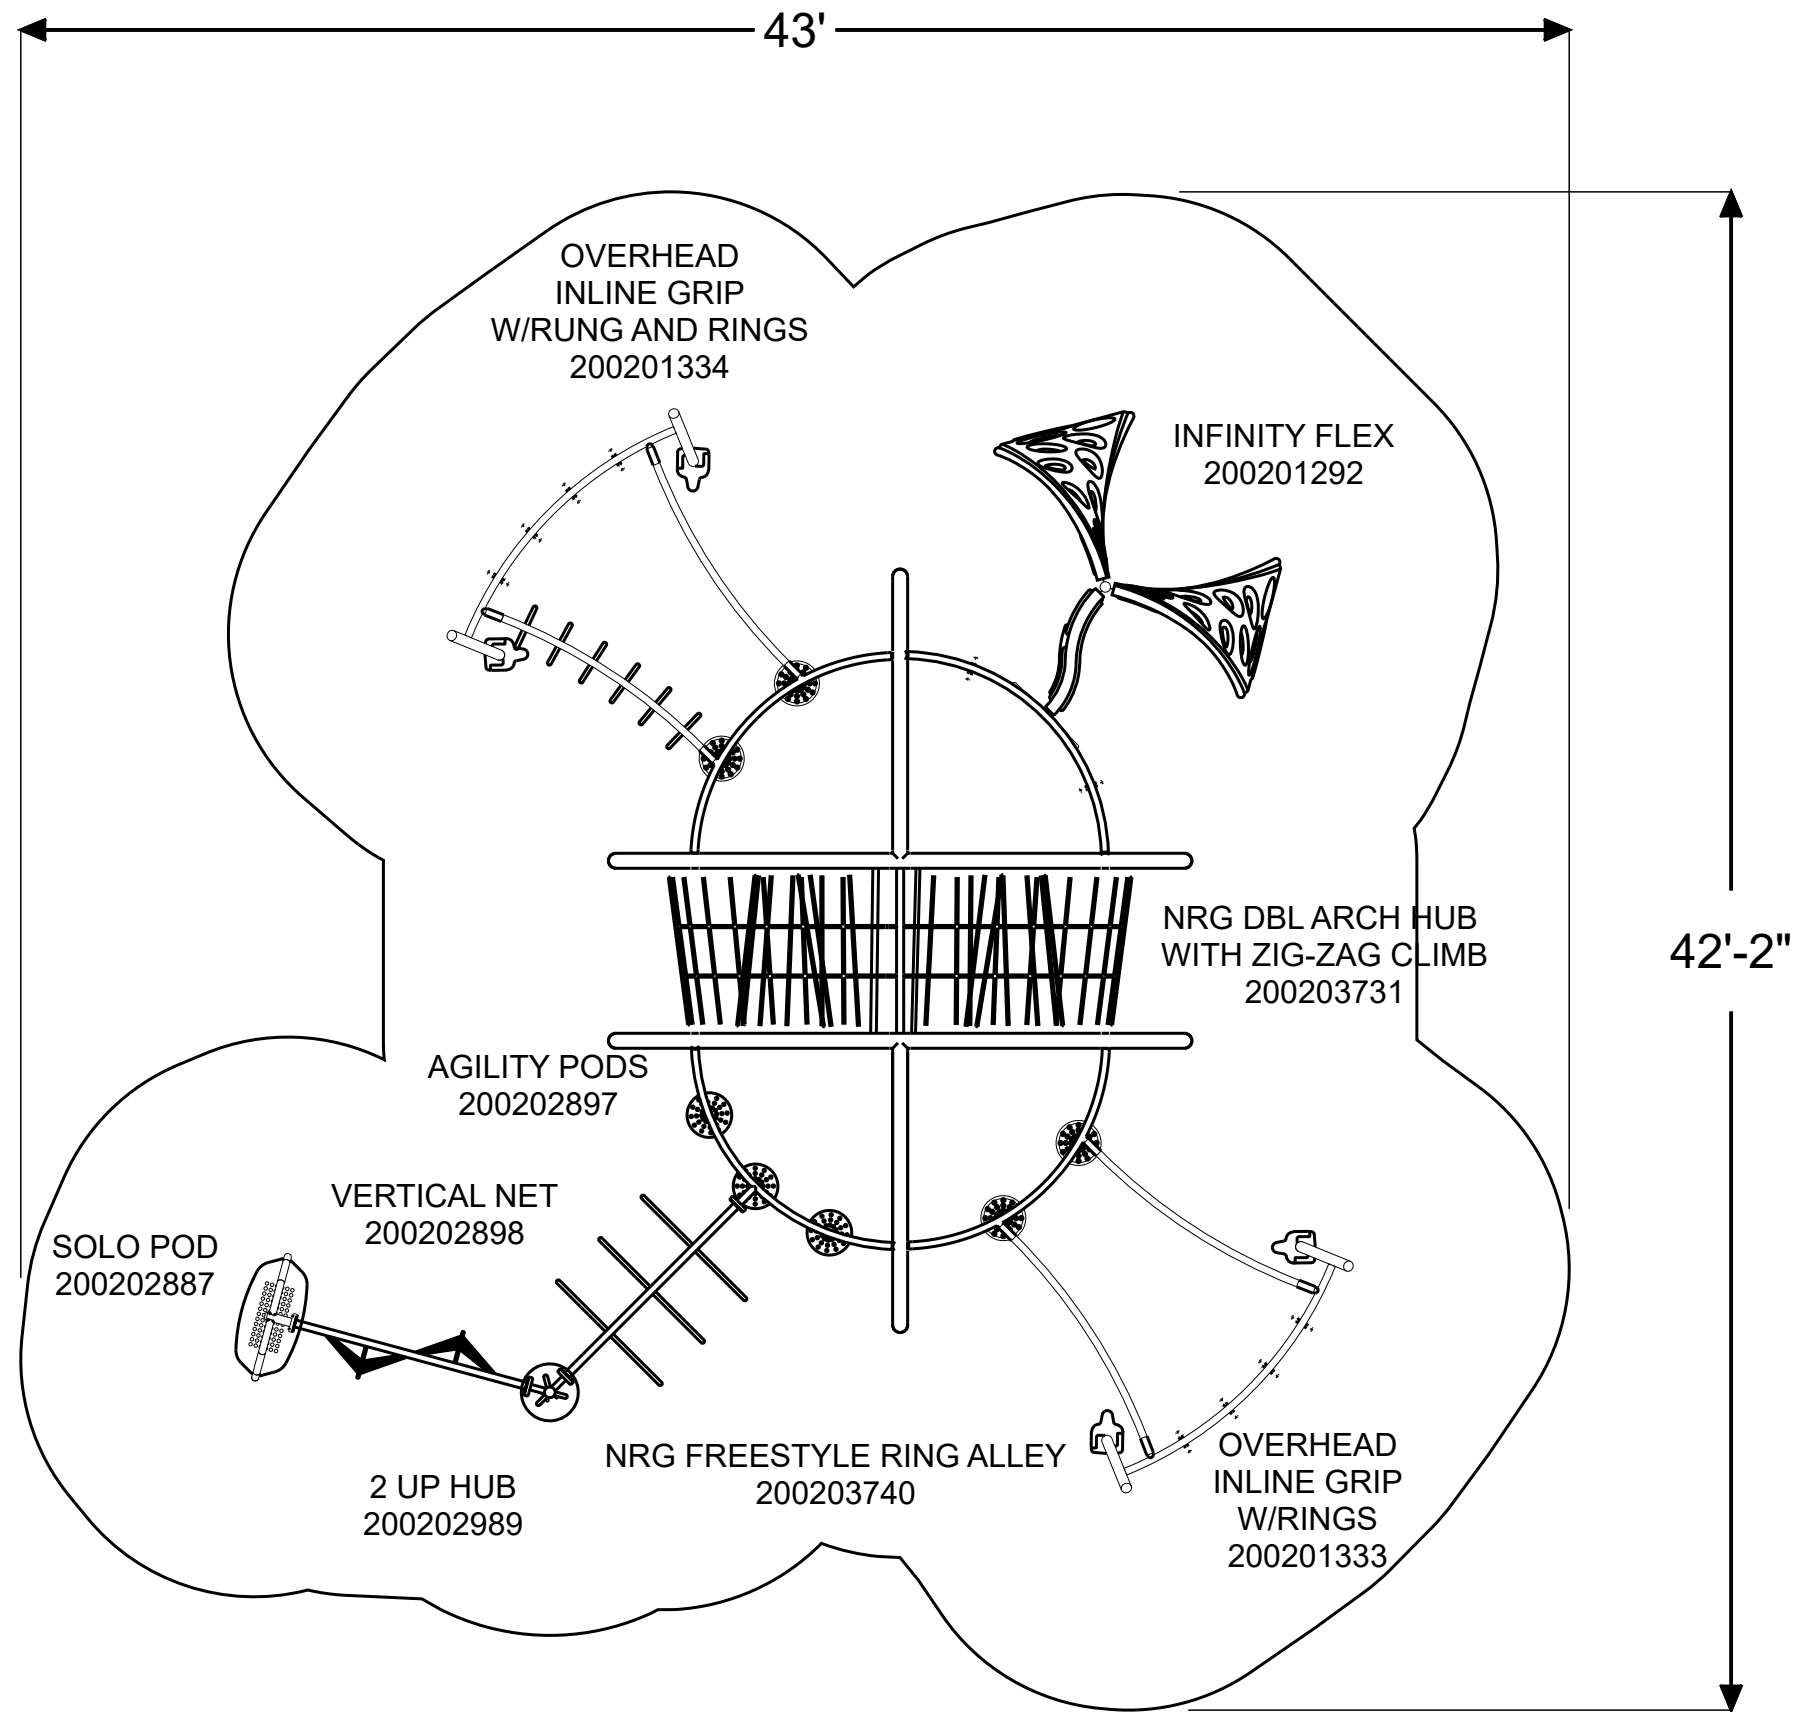 43'
OVERHEAD
INLINE GRIP
W/RUNG AND RINGS
200201334
INFINITY FLEX
200201292
NRG DBL ARCH HUB
WITH ZIG-ZAG CLIMB
200203731
42'-2"
AGILITY PODS
200202897
VERTICAL NET
200202898
SOLO POD
200202887
NRG FREESTYLE RING ALLEY
200203740
2 UP HUB
200202989
OVERHEAD
INLINE GRIP
W/RINGS
200201333